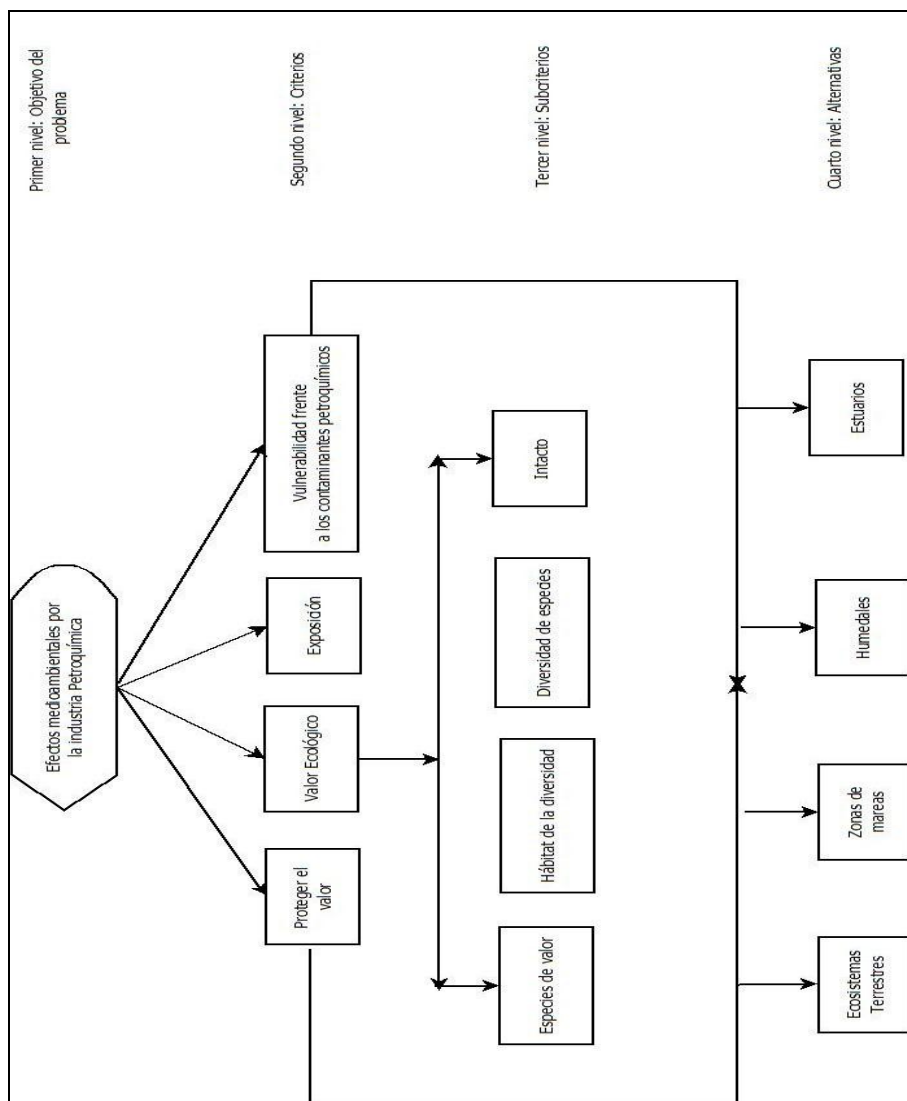 Primer nivel: Objetivo del
problema
Segundo nivel: Criterios
Tercer nivel: Subcriterios
Cuarto nivel: Alternativas
Efectos medioambientales por
la industria Petroquímica
Proteger el
valor
Valor Ecológico
Exposión
Vulnerabilidad frente
a los contaminantes petroquímicos
Especies de valor
Hábitat de la diversidad
Diversidad de espedes
Intacto
Ecosistemas
Terrestres
Zonas de
mareas
Humedales
Estuarios